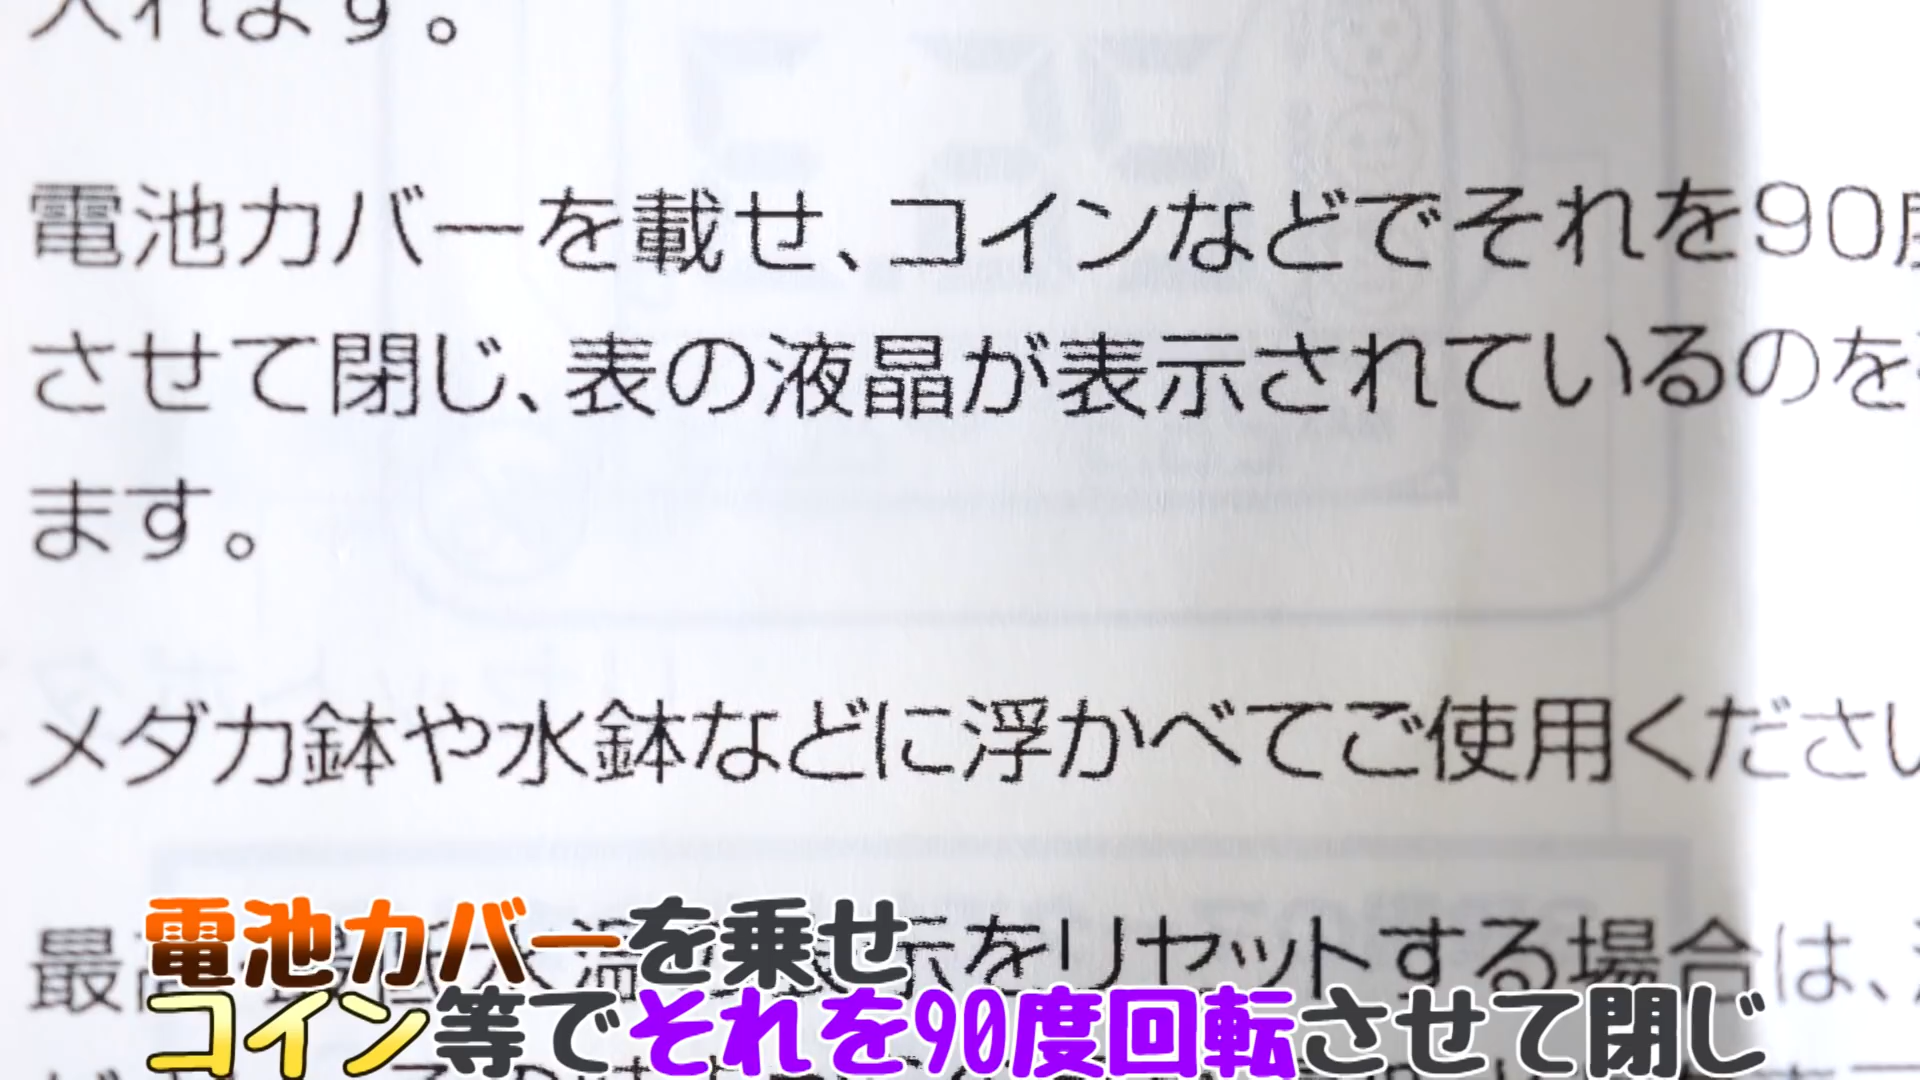 入れます。
電池カバーを載せ、コインなどでそれを90度
させて閉じ、表の液晶が表示されているのを
ます。
メダカ鉢や水鉢などに浮かべてご使用ください
示をリセットする場合は、
電池カバーを乗せ
コイン等でそれを90度回転させて閉じ